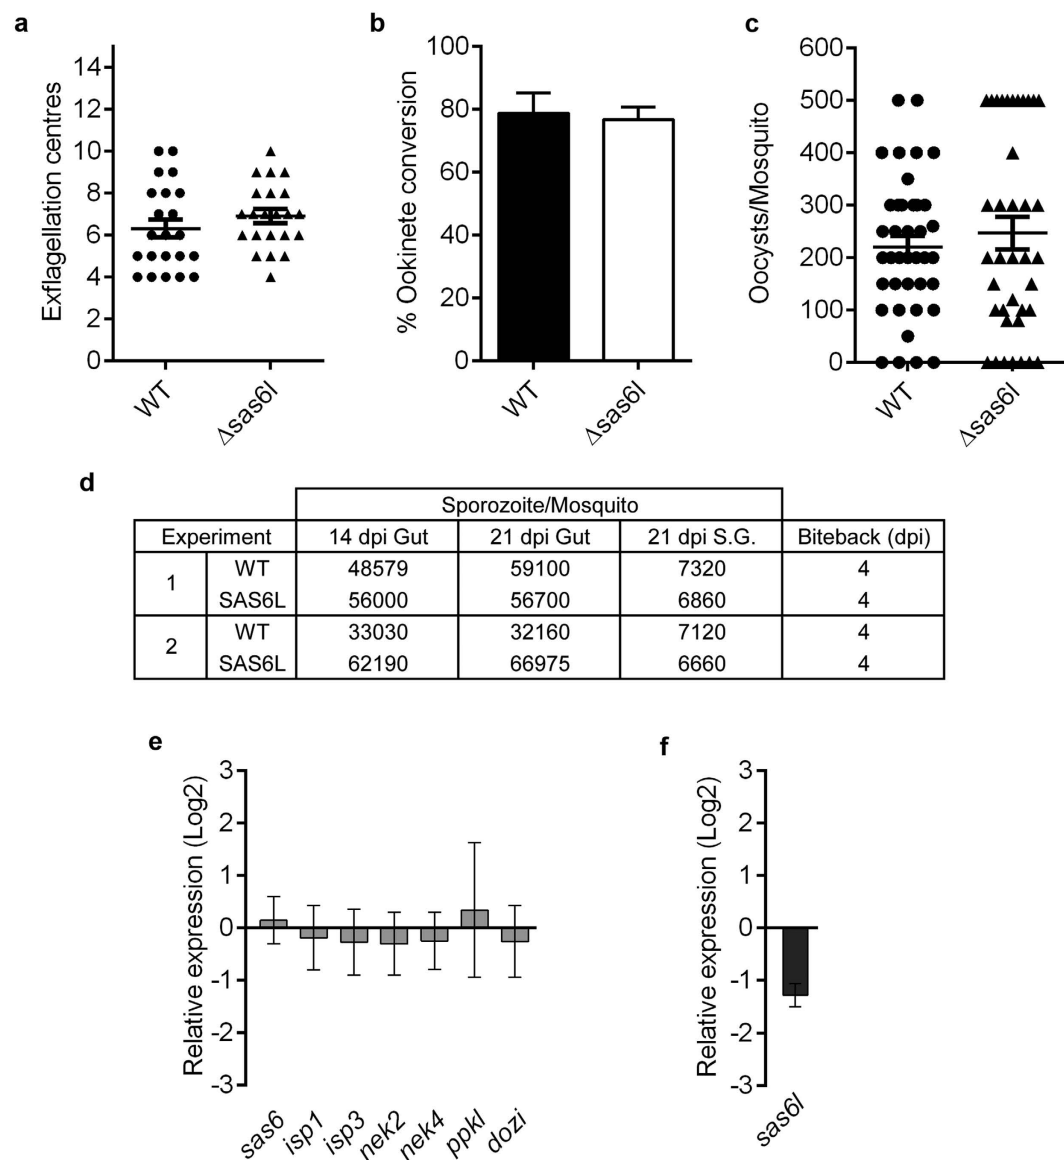 a
Exflagellation centres
14
12
10
8
6
4
2
0
WT
Δsas6l
b
% Ookinete conversion
100
80
60
40
20
0
WT
Δsas6l
c
Oocysts/Mosquito
600
500
400
300
200
100
0
WT
Δsas6l
d
Sporozoite/Mosquito
Experiment 14 dpi Gut 21 dpi Gut 21 dpi S.G. Biteback (dpi)
1 WT 48579 59100 7320 4
SAS6L 56000 56700 6860 4
2 WT 33030 32160 7120 4
SAS6L 62190 66975 6660 4
e
Relative expression (Log2)
3
2
1
0
-1
-2
-3
sas6
isp1
isp3
nek2
nek4
ppkl
dozi
f
Relative expression (Log2)
3
2
1
0
-1
-2
-3
sas6l